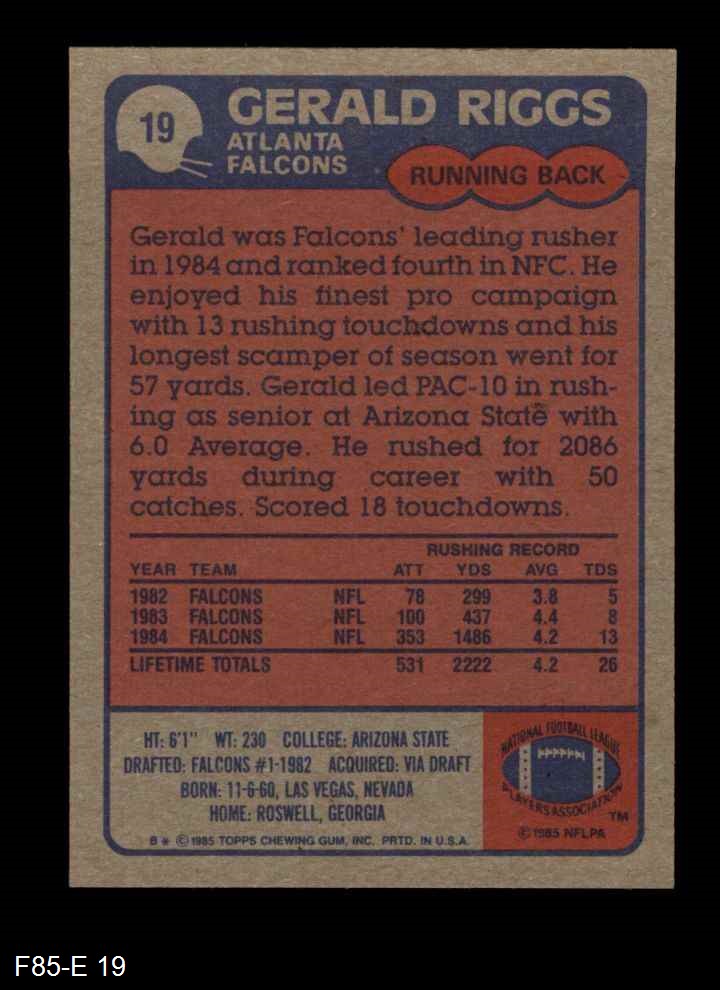 19
GERALD RIGGS
ATLANTA
FALCONS
RUNNING BACK
Gerald was Falcons' leading rusher
in 1984 and ranked fourth in NFC. He
enjoyed his finest pro campaign
with 13 rushing touchdowns and his
longest scamper of season went for
57 yards. Gerald led PAC-10 in rush-
ing as senior at Arizona State with
6.0 Average. He rushed for 2086
yards during career with 50
catches. Scored 18 touchdowns.
RUSHING RECORD
YEAR TEAM ATT YDS AVG TDS
1982 FALCONS NFL 78 299 3.8 5
1983 FALCONS NFL 100 437 4.4 8
1984 FALCONS NFL 353 1486 4.2 13
LIFETIME TOTALS 531 2222 4.2 26
HT: 6'1" WT: 230 COLLEGE: ARIZONA STATE
DRAFTED: FALCONS #1-1982 ACQUIRED: VIA DRAFT
BORN: 11-6-60, LAS VEGAS, NEVADA
HOME: ROSWELL, GEORGIA
B * © 1985 TOPPS CHEWING GUM, INC. PRTD. IN U.S.A.
NATIONAL FOOTBALL LEAGUE
PLAYERS ASSOCIATION
TM
© 1985 NFLPA
F85-E 19